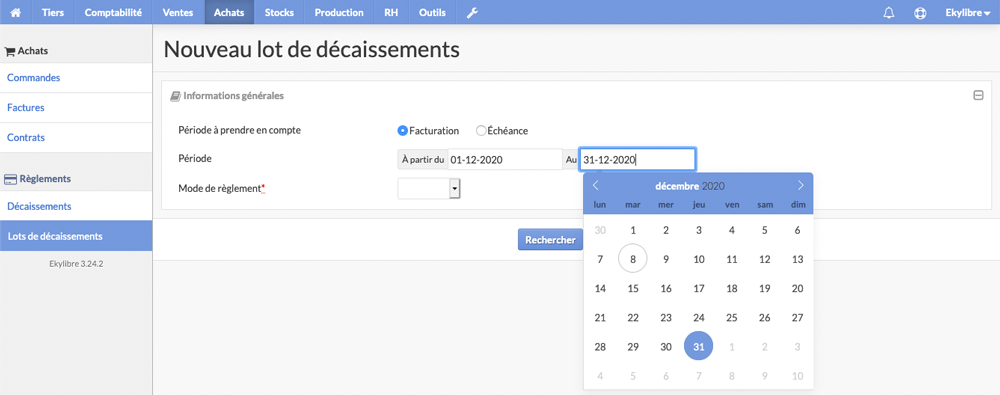 Tiers Comptabilité Ventes Achats Stocks Production RH Outils Ekylibre
Achats
Commandes
Factures
Contrats
Règlements
Décaissements
Lots de décaissements
Ekylibre 3.24.2
Nouveau lot de décaissements
Informations générales
Période à prendre en compte Facturation Échéance
Période À partir du 01-12-2020 Au 31-12-2020
Mode de règlement*
Rechercher
décembre 2020
lun mar mer jeu ven sam dim
30 1 2 3 4 5 6
7 8 9 10 11 12 13
14 15 16 17 18 19 20
21 22 23 24 25 26 27
28 29 30 31 1 2 3
4 5 6 7 8 9 10